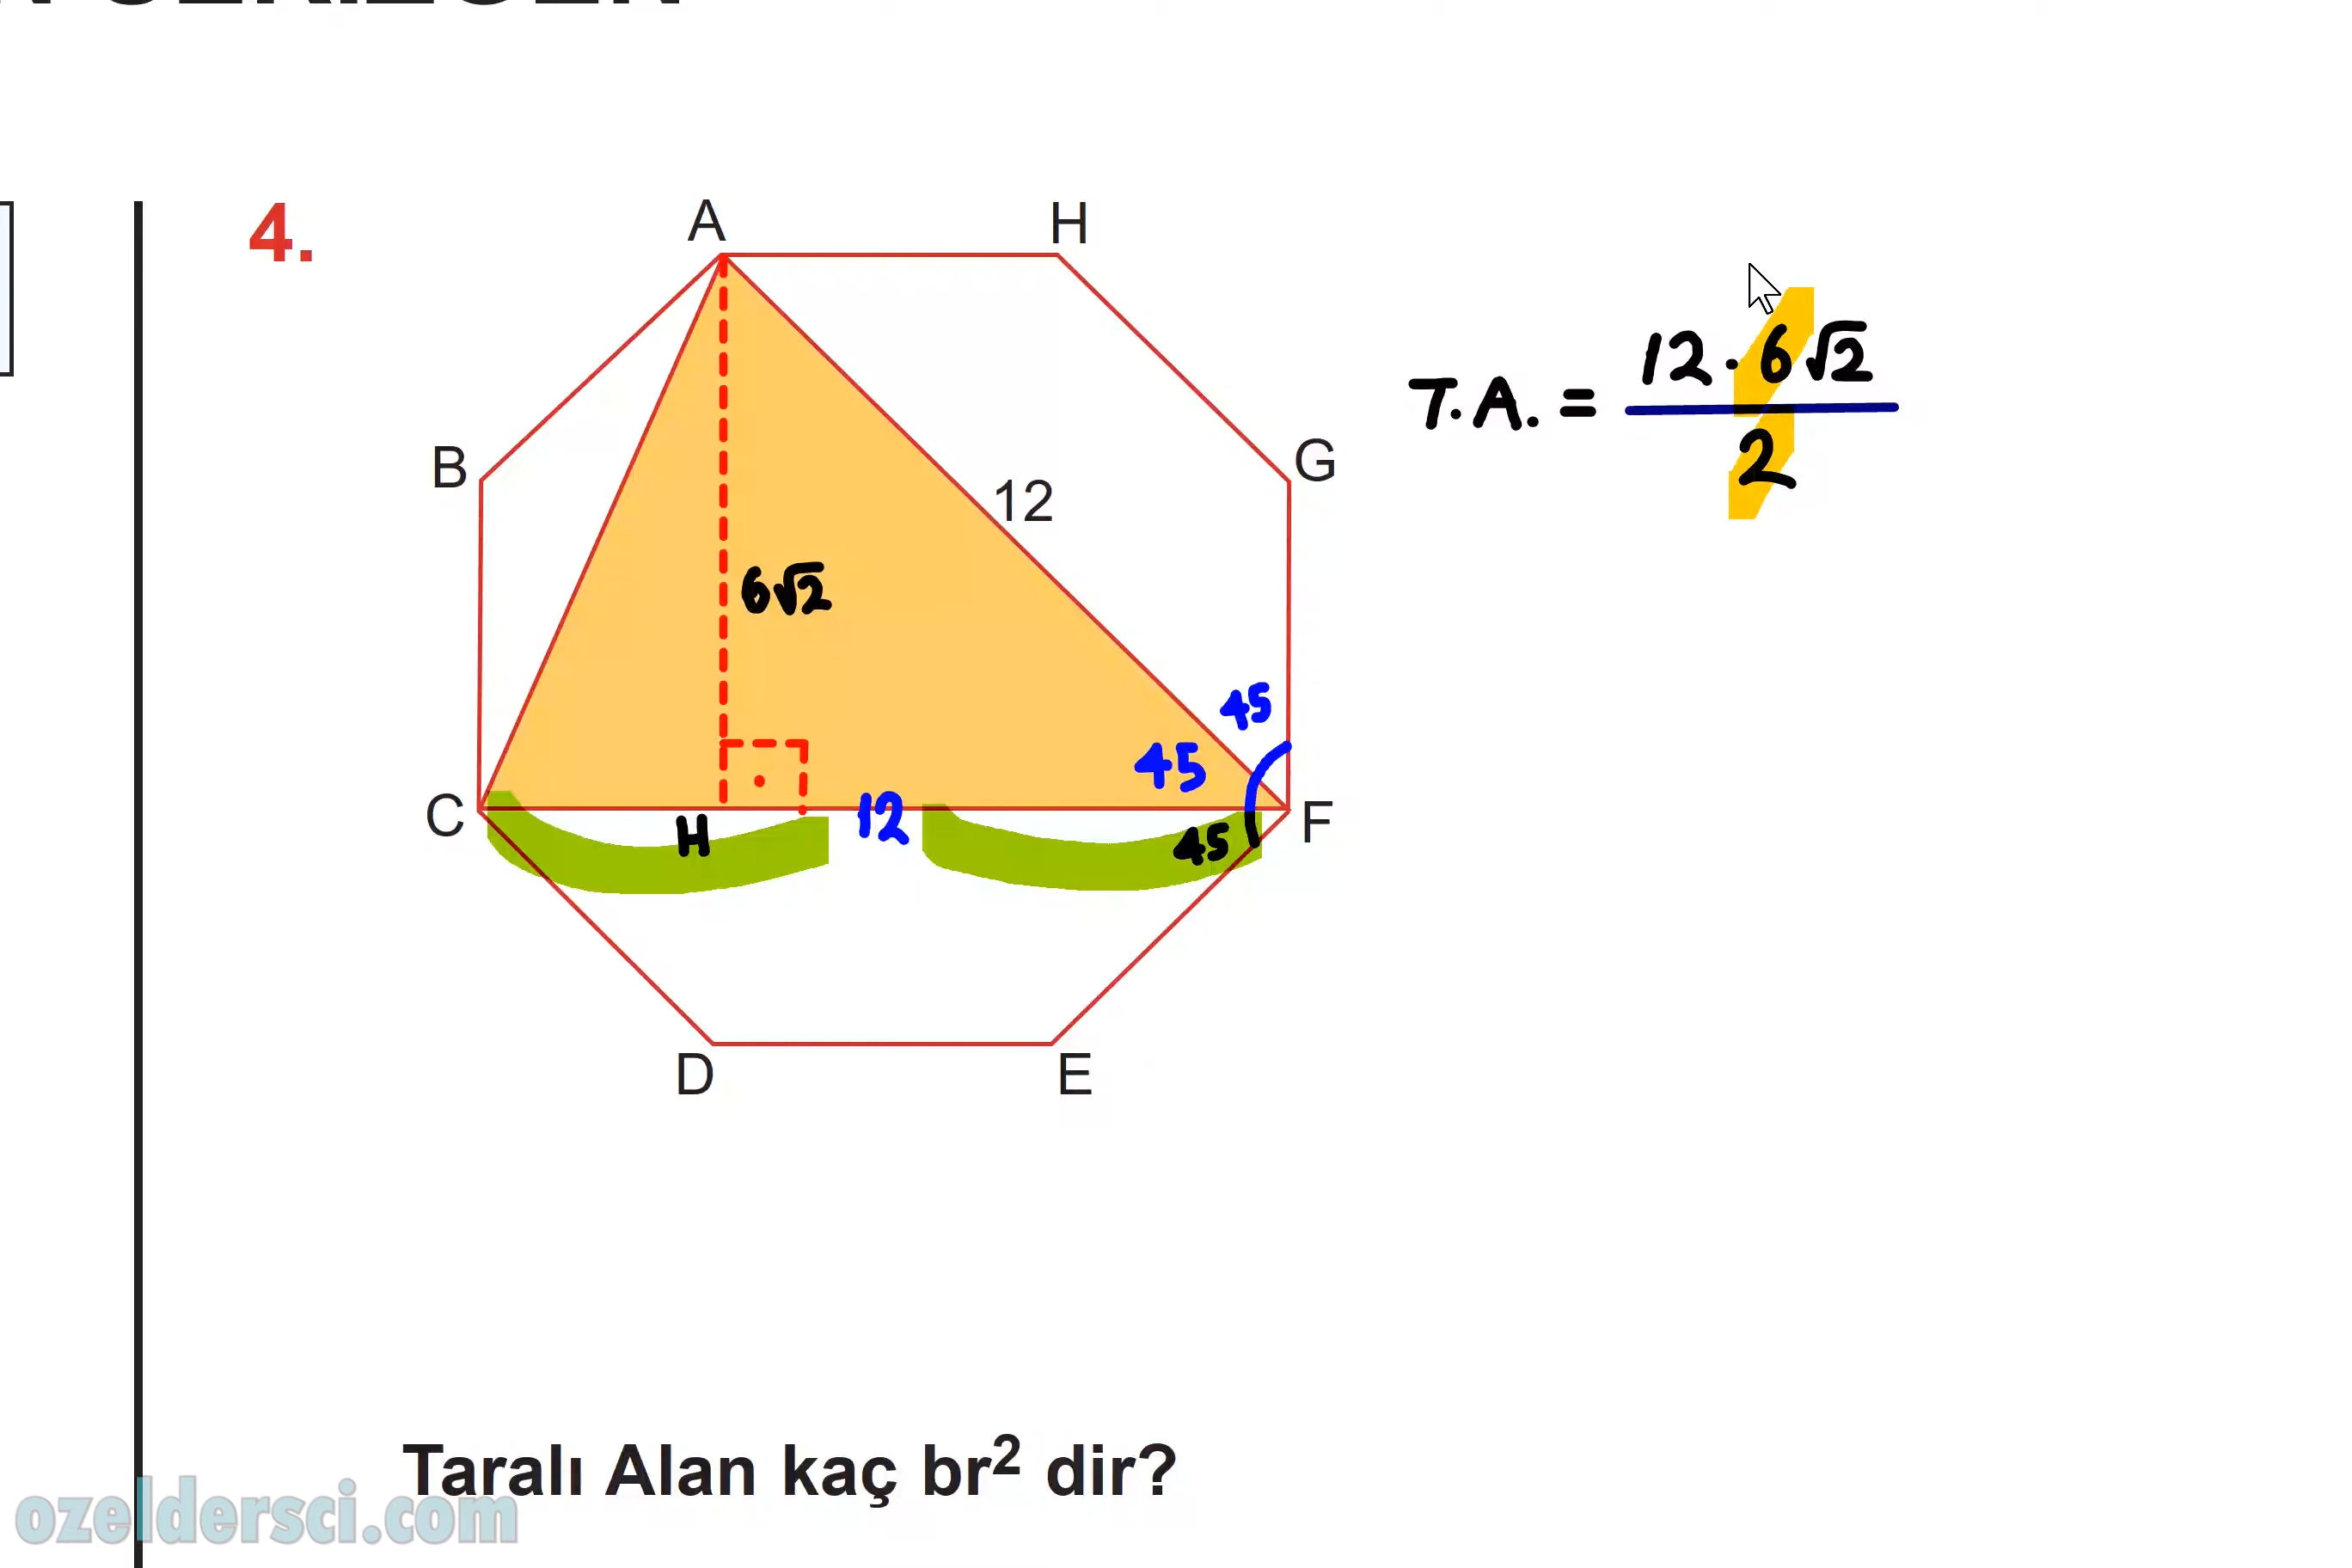 4.
A
H
B
G
12
6√2
45
45
C
H
12
45
F
D
E
T.A. = 12 . 6√2
2
Taralı Alan kaç br² dir?
ozeldersci.com